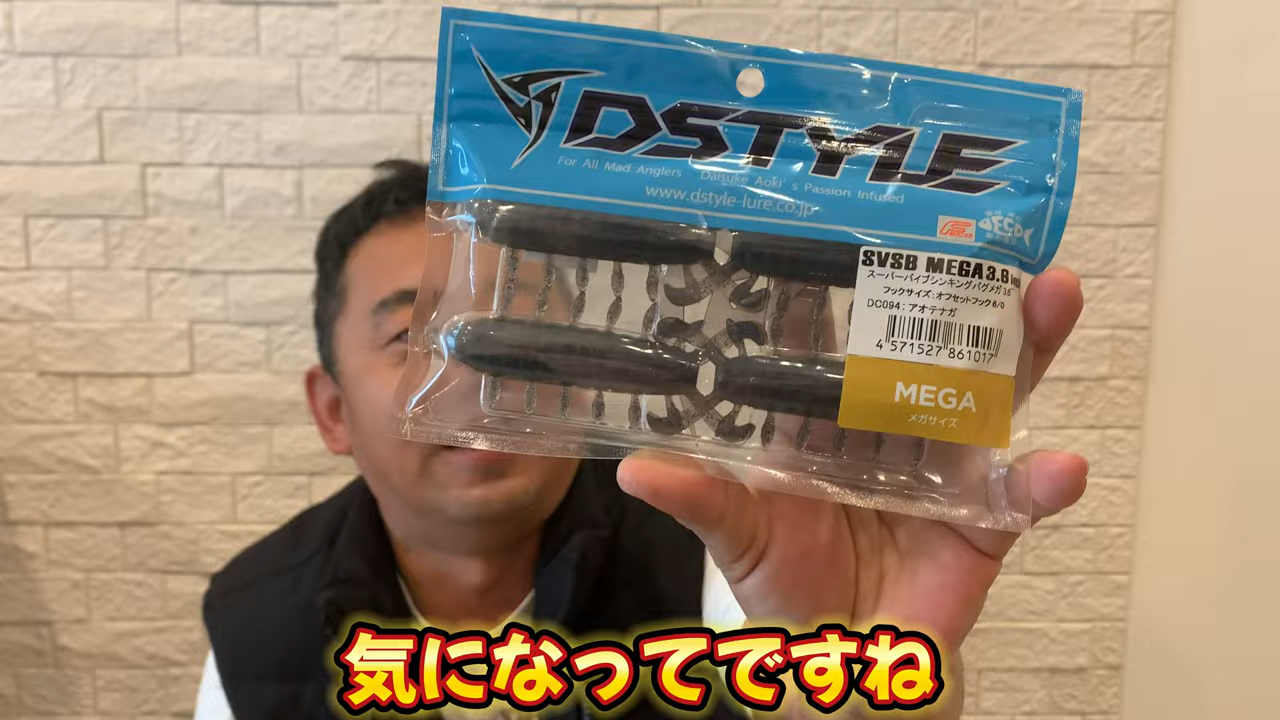 DSTYLE
For All Mad Anglers Daisuke Aoki's Passion Infused
www.dstyle-lure.co.jp
Feco
SVSB MEGA 3.6 inch
スーパーバイブシンキングバグメガ 3.6"
フックサイズ：オフセットフック6/0
DC094：アオテナガ
4 571527 861017
MEGA
メガサイズ
気になってですね